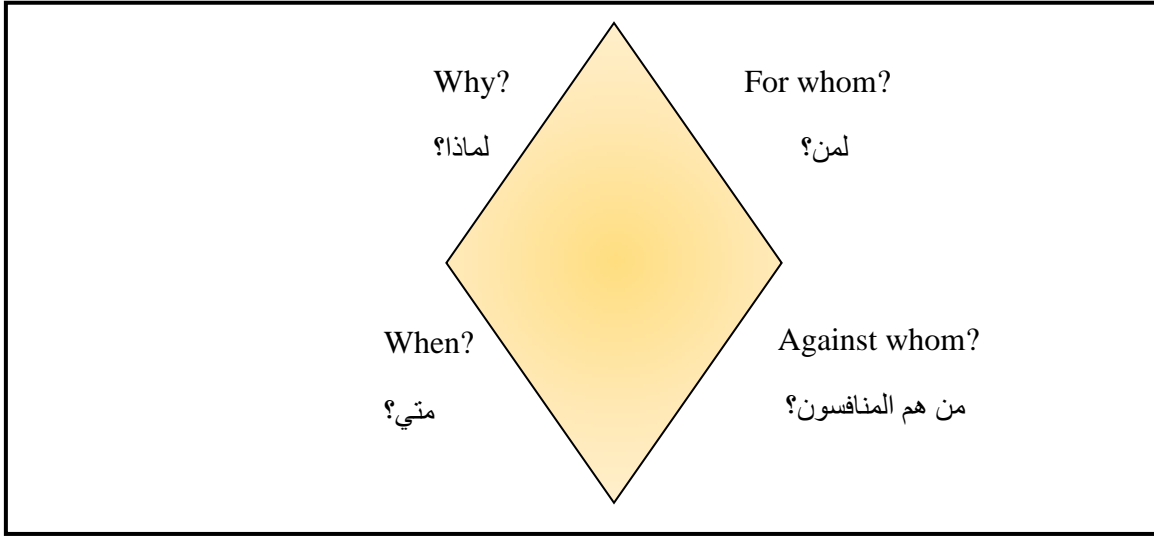 Why?
لماذا؟
For whom?
لمن؟
When?
متي؟
Against whom?
من هم المنافسون؟